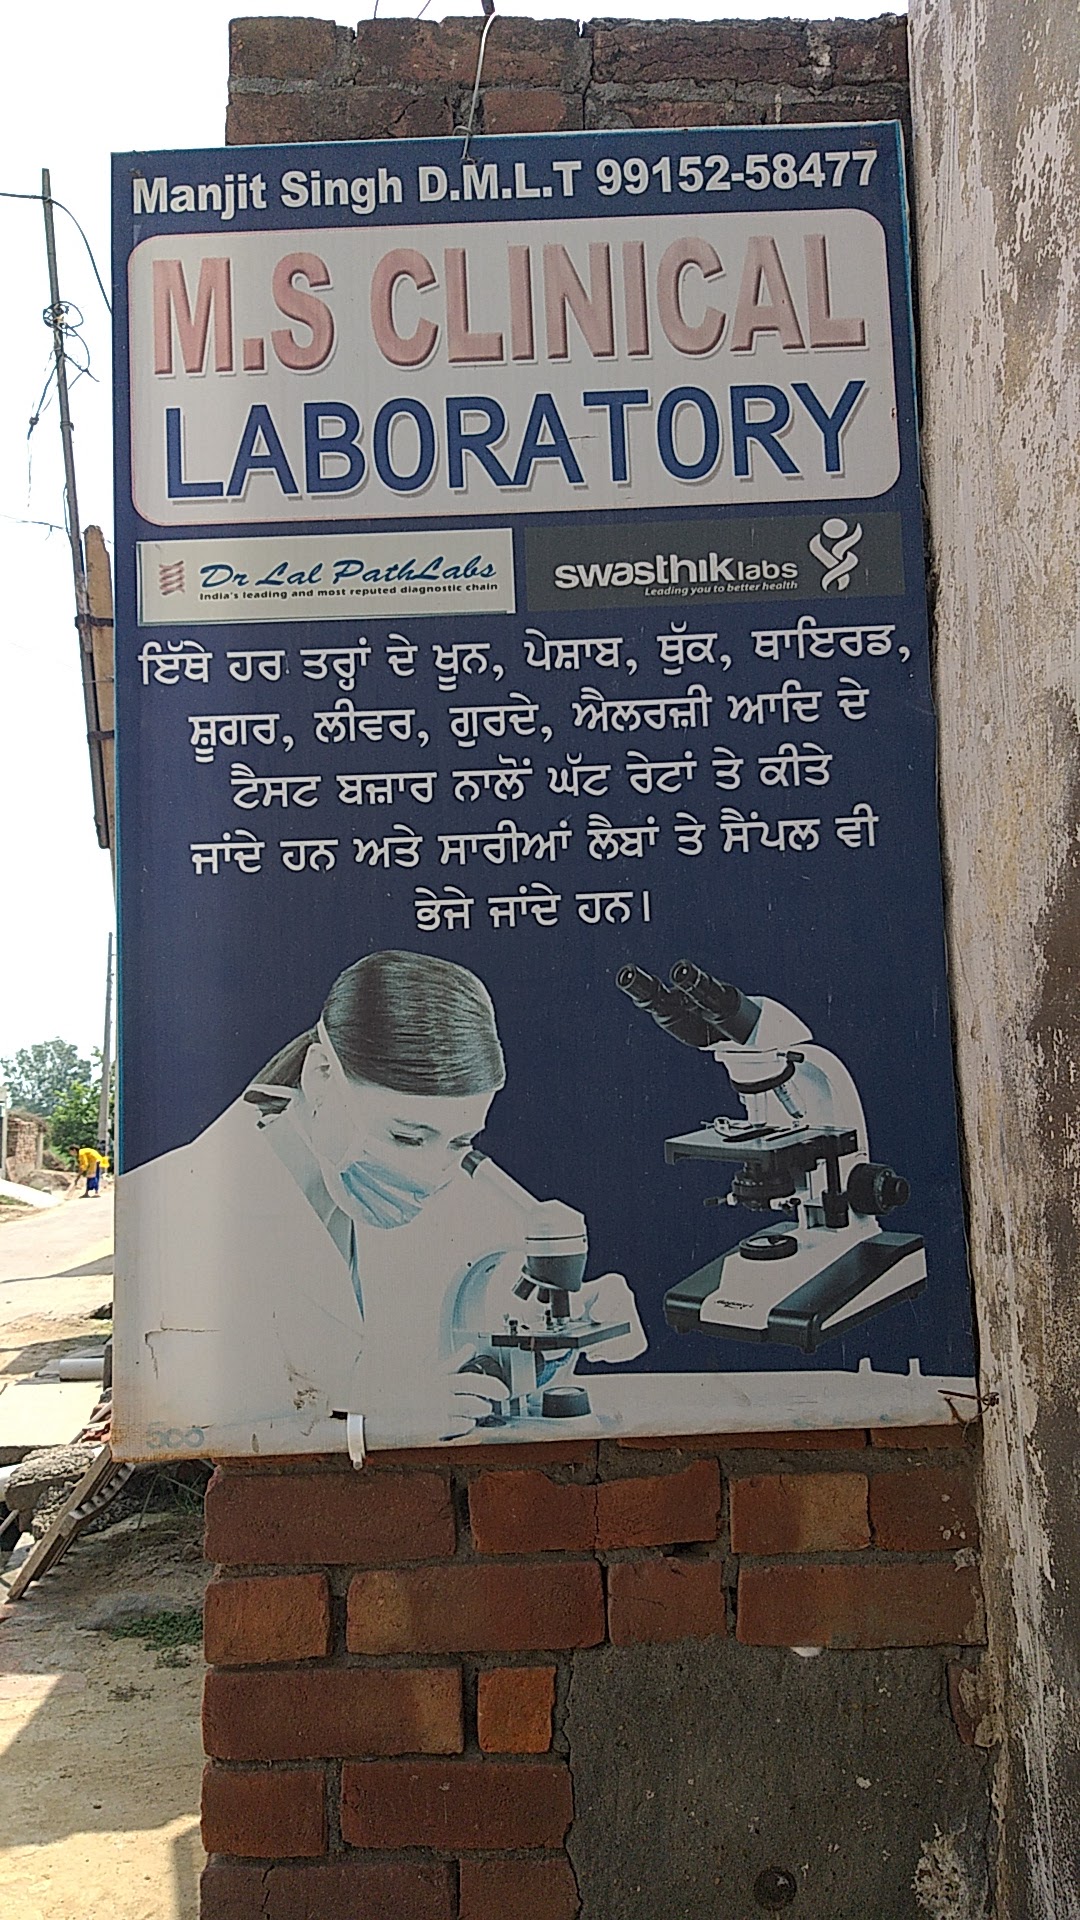 Manjit Singh D.M.L.T 99152-58477
M.S CLINICAL
LABORATORY
Dr Lal PathLabs
India's leading and most reputed diagnostic chain
swasthik labs
Leading you to better health
ਇੱਥੇ ਹਰ ਤਰ੍ਹਾਂ ਦੇ ਖੂਨ, ਪੇਸ਼ਾਬ, ਥੁੱਕ, ਥਾਇਰਡ,
ਸ਼ੂਗਰ, ਲੀਵਰ, ਗੁਰਦੇ, ਐਲਰਜ਼ੀ ਆਦਿ ਦੇ
ਟੈਸਟ ਬਜ਼ਾਰ ਨਾਲੋਂ ਘੱਟ ਰੇਟਾਂ ਤੇ ਕੀਤੇ
ਜਾਂਦੇ ਹਨ ਅਤੇ ਸਾਰੀਆਂ ਲੈਬਾਂ ਤੇ ਸੈਂਪਲ ਵੀ
ਭੇਜੇ ਜਾਂਦੇ ਹਨ।